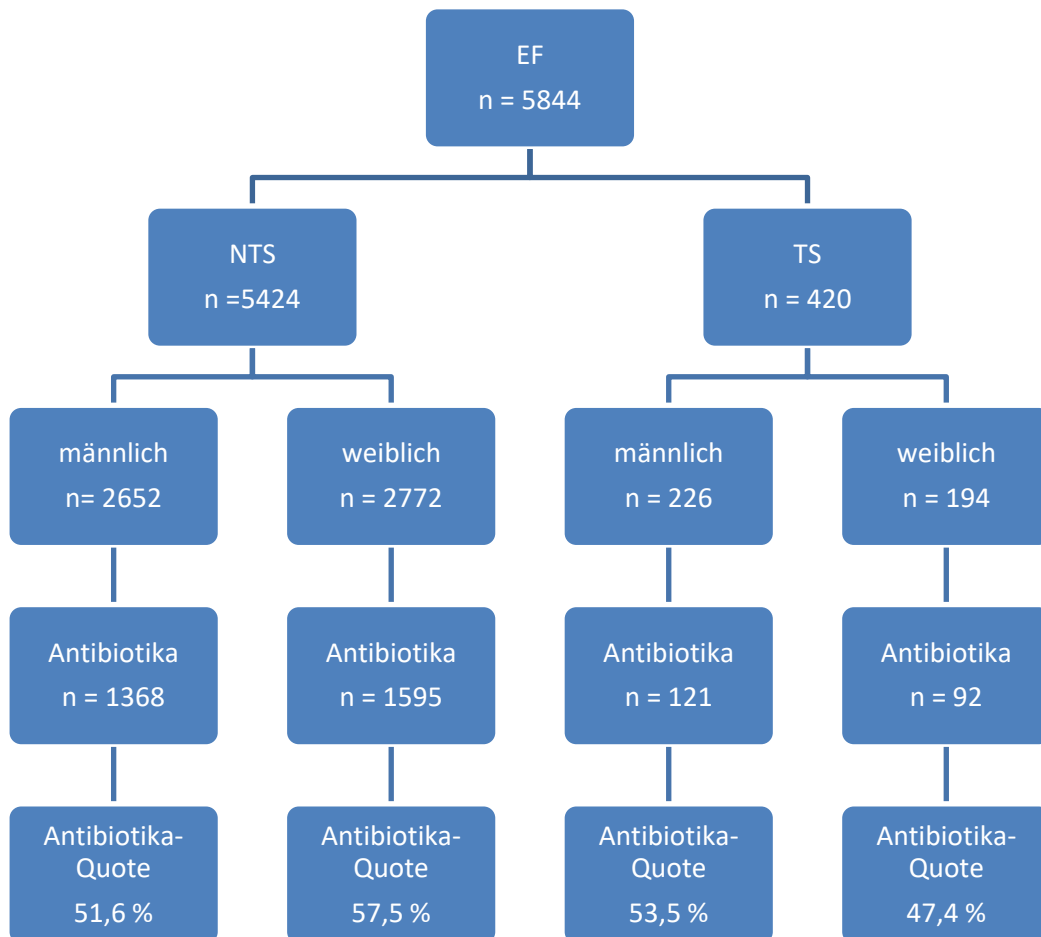 EF
n = 5844
NTS
n =5424
TS
n = 420
männlich
n= 2652
weiblich
n = 2772
männlich
n = 226
weiblich
n = 194
Antibiotika
n = 1368
Antibiotika
n = 1595
Antibiotika
n = 121
Antibiotika
n = 92
Antibiotika-
Quote
51,6 %
Antibiotika-
Quote
57,5 %
Antibiotika-
Quote
53,5 %
Antibiotika-
Quote
47,4 %